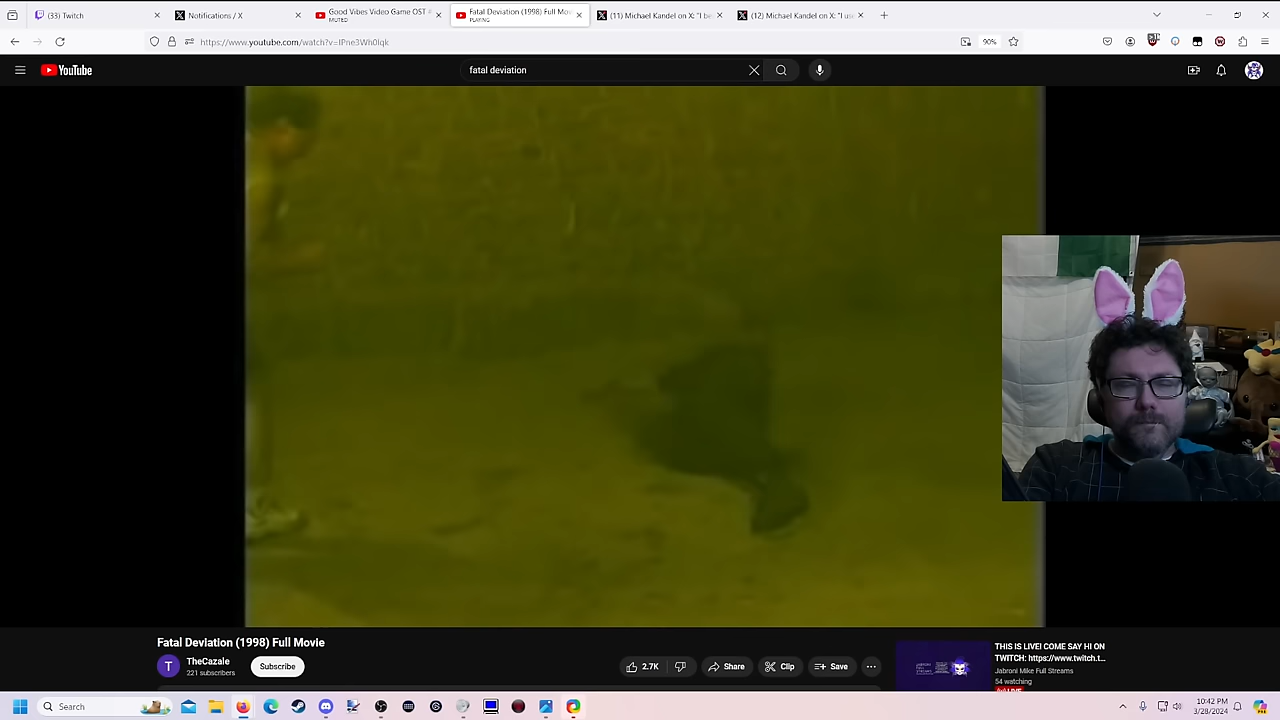 (33) Twitch
Notifications / X
Good Vibes Video Game OST
MUTED
Fatal Deviation (1998) Full Mov
PLAYING
(11) Michael Kandel on X: "I be
(12) Michael Kandel on X: "I use
https://www.youtube.com/watch?v=IPne3Wh0lqk
90%
YouTube
fatal deviation
Fatal Deviation (1998) Full Movie
T
TheCazale
221 subscribers
Subscribe
2.7K
Share
Clip
Save
THIS IS LIVE! COME SAY HI ON
TWITCH: https://www.twitch.t...
Jabroni Mike Full Streams
54 watching
LIVE
Search
10:42 PM
3/28/2024